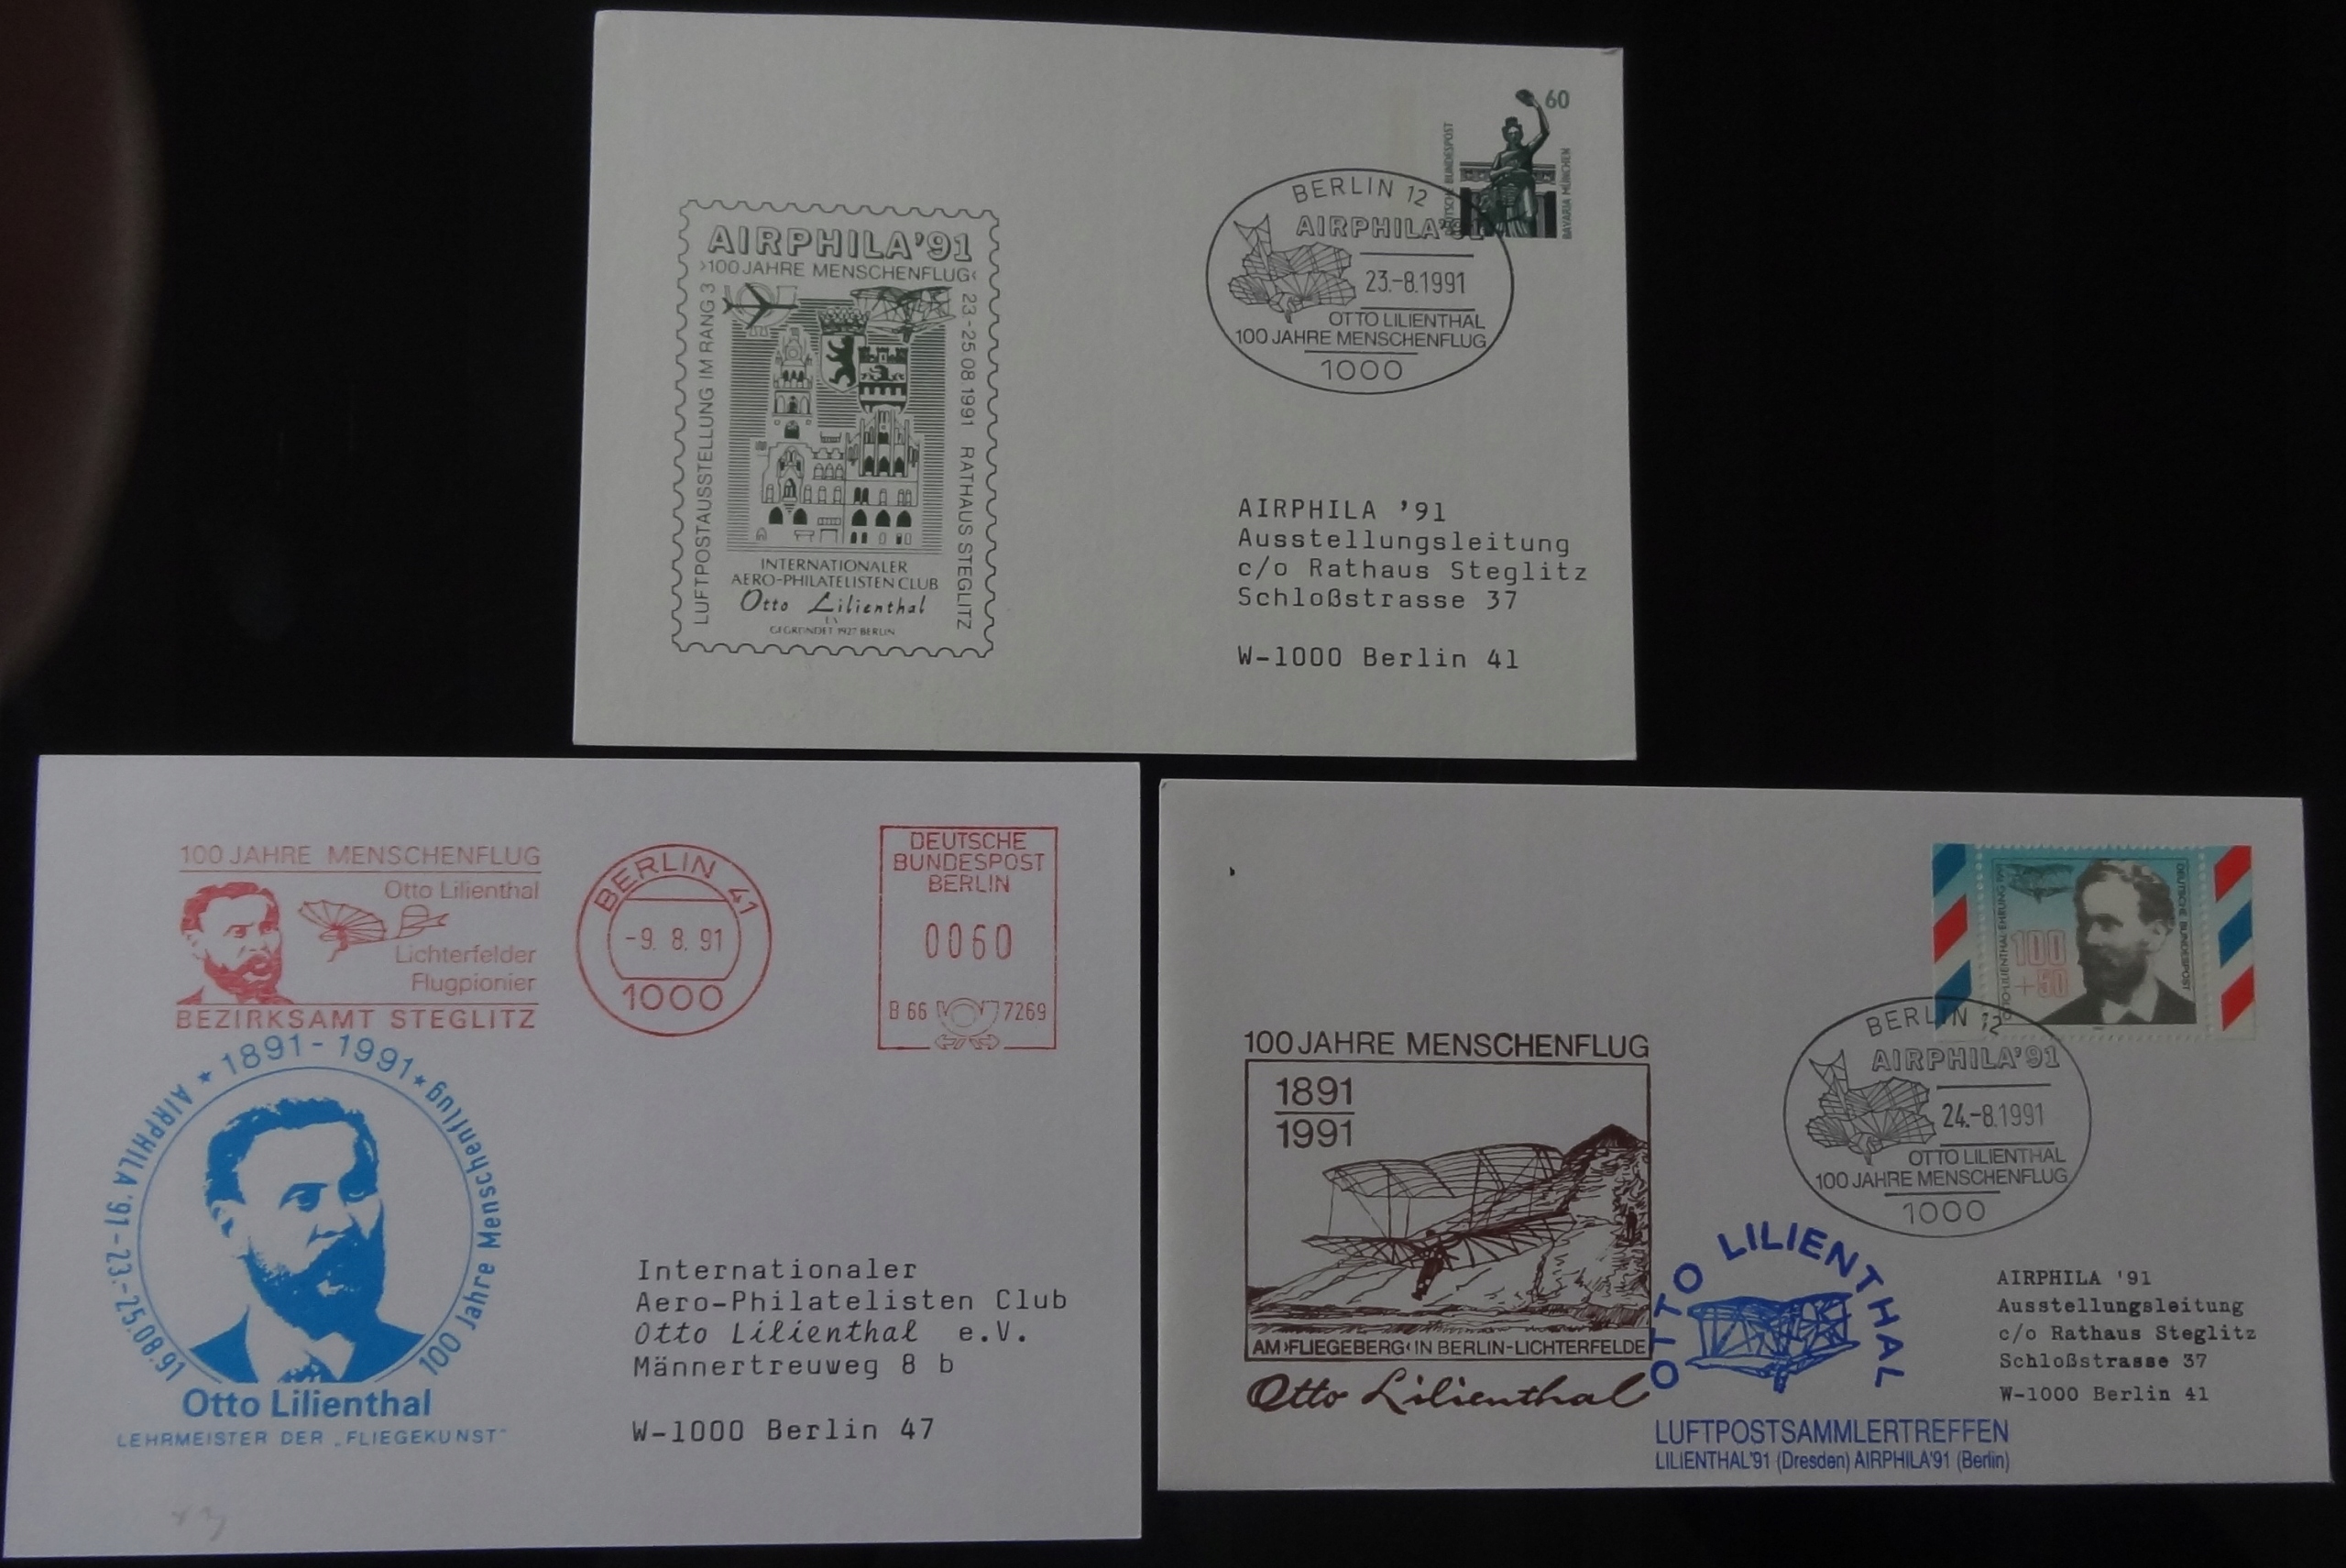 60
DEUTSCHE BUNDESPOST
BAVARIA MÜNCHEN
BERLIN 12
AIRPHILA'91
23.-8.1991
OTTO LILIENTHAL
100 JAHRE MENSCHENFLUG
1000
AIRPHILA'91
›100 JAHRE MENSCHENFLUG‹
LUFTPOSTAUSSTELLUNG IM RANG 3
23-25 08 1991 RATHAUS STEGLITZ
INTERNATIONALER
AERO-PHILATELISTEN CLUB
Otto Lilienthal
GEGRÜNDET 1927 BERLIN
AIRPHILA '91
Ausstellungsleitung
c/o Rathaus Steglitz
Schloßstrasse 37
W-1000 Berlin 41
100 JAHRE MENSCHENFLUG
Otto Lilienthal
Lichterfelder
Flugpionier
BEZIRKSAMT STEGLITZ
BERLIN 41
-9. 8. 91
1000
DEUTSCHE
BUNDESPOST
BERLIN
0060
B 66 7269
AIRPHILA'91-23.-25.08.91 ★ 1891-1991 ★ 100 Jahre Menschenflug
Otto Lilienthal
LEHRMEISTER DER „FLIEGEKUNST"
Internationaler
Aero-Philatelisten Club
Otto Lilienthal e.V.
Männertreuweg 8 b
W-1000 Berlin 47
OTTO-LILIENTHAL-EHRUNG 1991
DEUTSCHE BUNDESPOST
100
+50
BERLIN 12
AIRPHILA'91
24.-8.1991
OTTO LILIENTHAL
100 JAHRE MENSCHENFLUG
1000
100 JAHRE MENSCHENFLUG
1891
1991
AM›FLIEGEBERG‹IN BERLIN-LICHTERFELDE
Otto Lilienthal
OTTO LILIENTHAL
LUFTPOSTSAMMLERTREFFEN
LILIENTHAL'91 (Dresden) AIRPHILA'91 (Berlin)
AIRPHILA '91
Ausstellungsleitung
c/o Rathaus Steglitz
Schloßstrasse 37
W-1000 Berlin 41